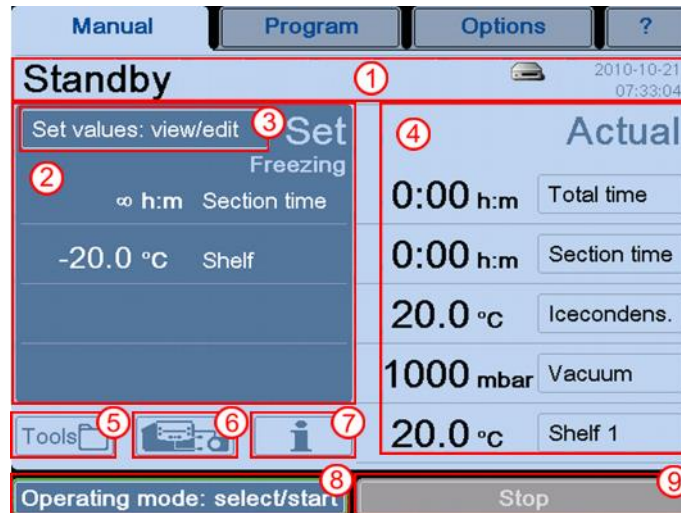 Manual Program Options ?
Standby 1 2010-10-21
07:33:04
Set values: view/edit 3 Set 4 Actual
2 Freezing
∞ h:m Section time 0:00 h:m Total time
-20.0 °C Shelf 0:00 h:m Section time
20.0 °C Icecondens.
1000 mbar Vacuum
Tools 5 6 i 7 20.0 °C Shelf 1
Operating mode: select/start 8 Stop 9